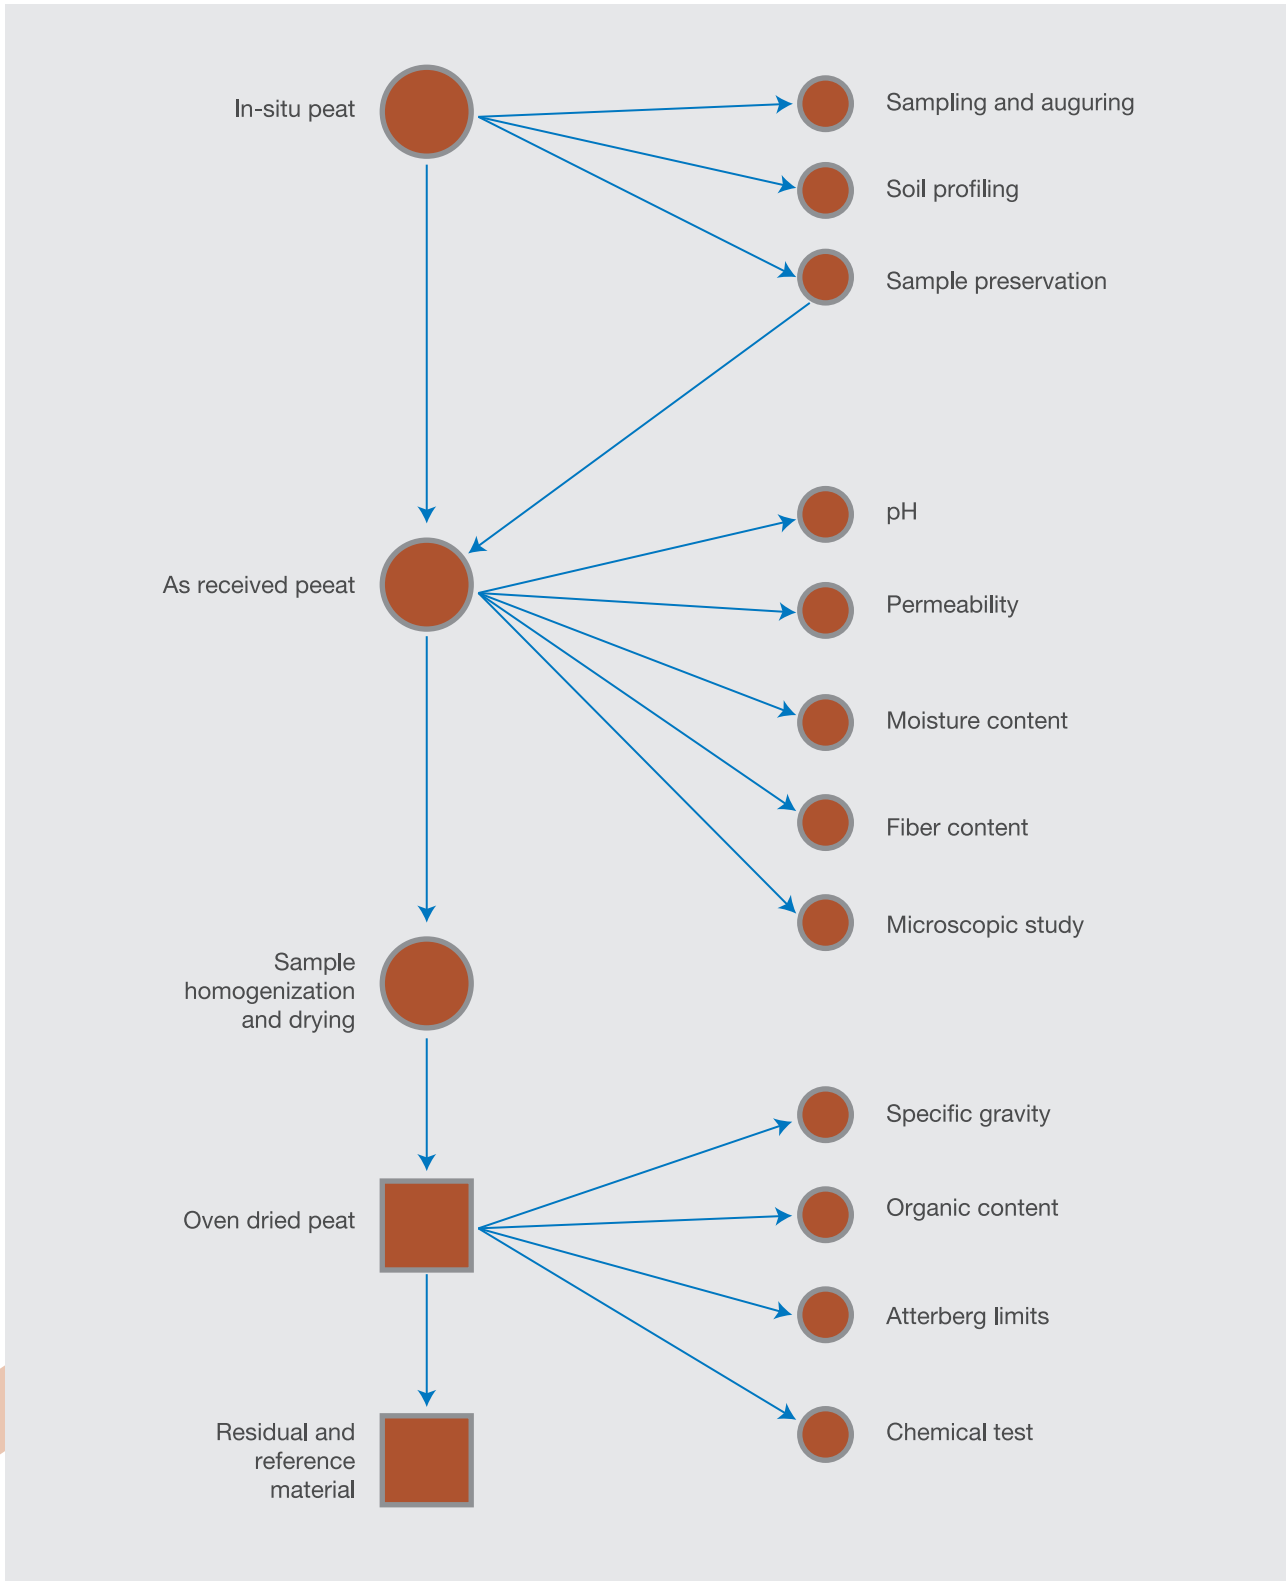 In-situ peat
Sampling and auguring
Soil profiling
Sample preservation
As received peeat
pH
Permeability
Moisture content
Fiber content
Microscopic study
Sample
homogenization
and drying
Oven dried peat
Specific gravity
Organic content
Atterberg limits
Chemical test
Residual and
reference
material